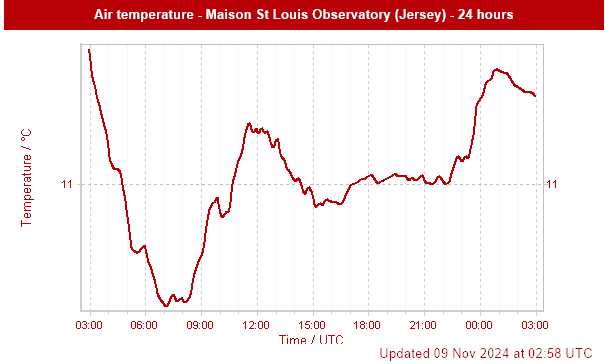 Air temperature - Maison St Louis Observatory (Jersey) - 24 hours
Temperature / °C
11 11
03:00 06:00 09:00 12:00 15:00 18:00 21:00 00:00 03:00
Time / UTC
Updated 09 Nov 2024 at 02:58 UTC